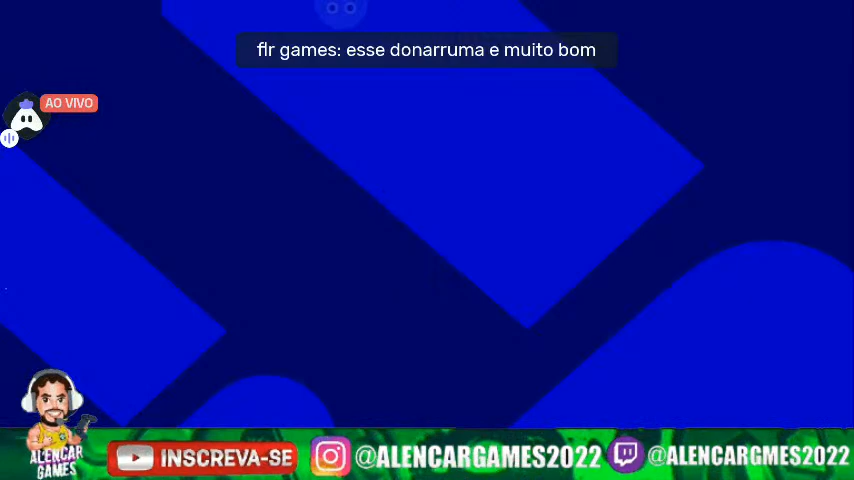 flr games: esse donarruma e muito bom
AO VIVO
ALENCAR
GAMES
INSCREVA-SE
@ALENCARGAMES2022
@ALENCARGMES2022